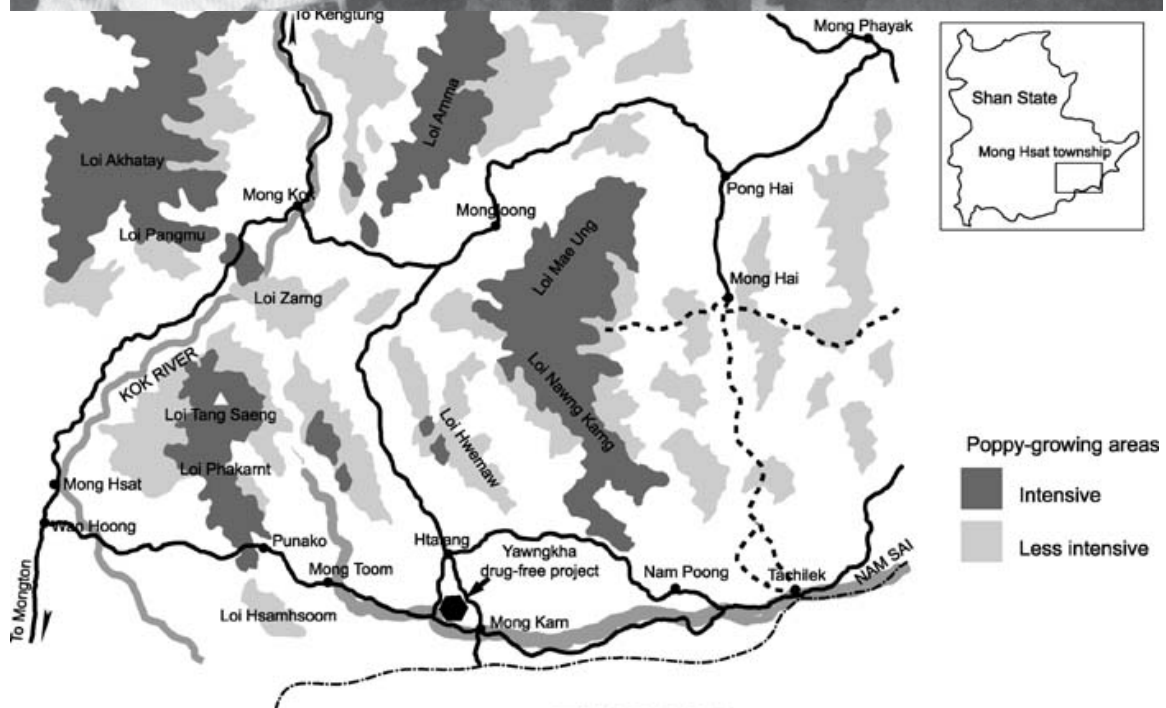 To Kengtung
Mong Phayak
Shan State
Mong Hsat township
Loi Amma
Loi Akhatay
Mong Kok
Mongloong
Pong Hai
Loi Pangmu
Loi Mae Ung
Loi Zarng
Mong Hai
KOK RIVER
Loi Nawng Karng
Loi Tang Saeng
Loi Hwemaw
Loi Phakarnt
Mong Hsat
Wan Hoong
Punako
Htalang
Yawngkha
drug-free project
Mong Toom
Nam Poong
Tachilek
NAM SAI
Loi Hsamhsoom
Mong Karn
To Mongton
Poppy-growing areas
Intensive
Less intensive